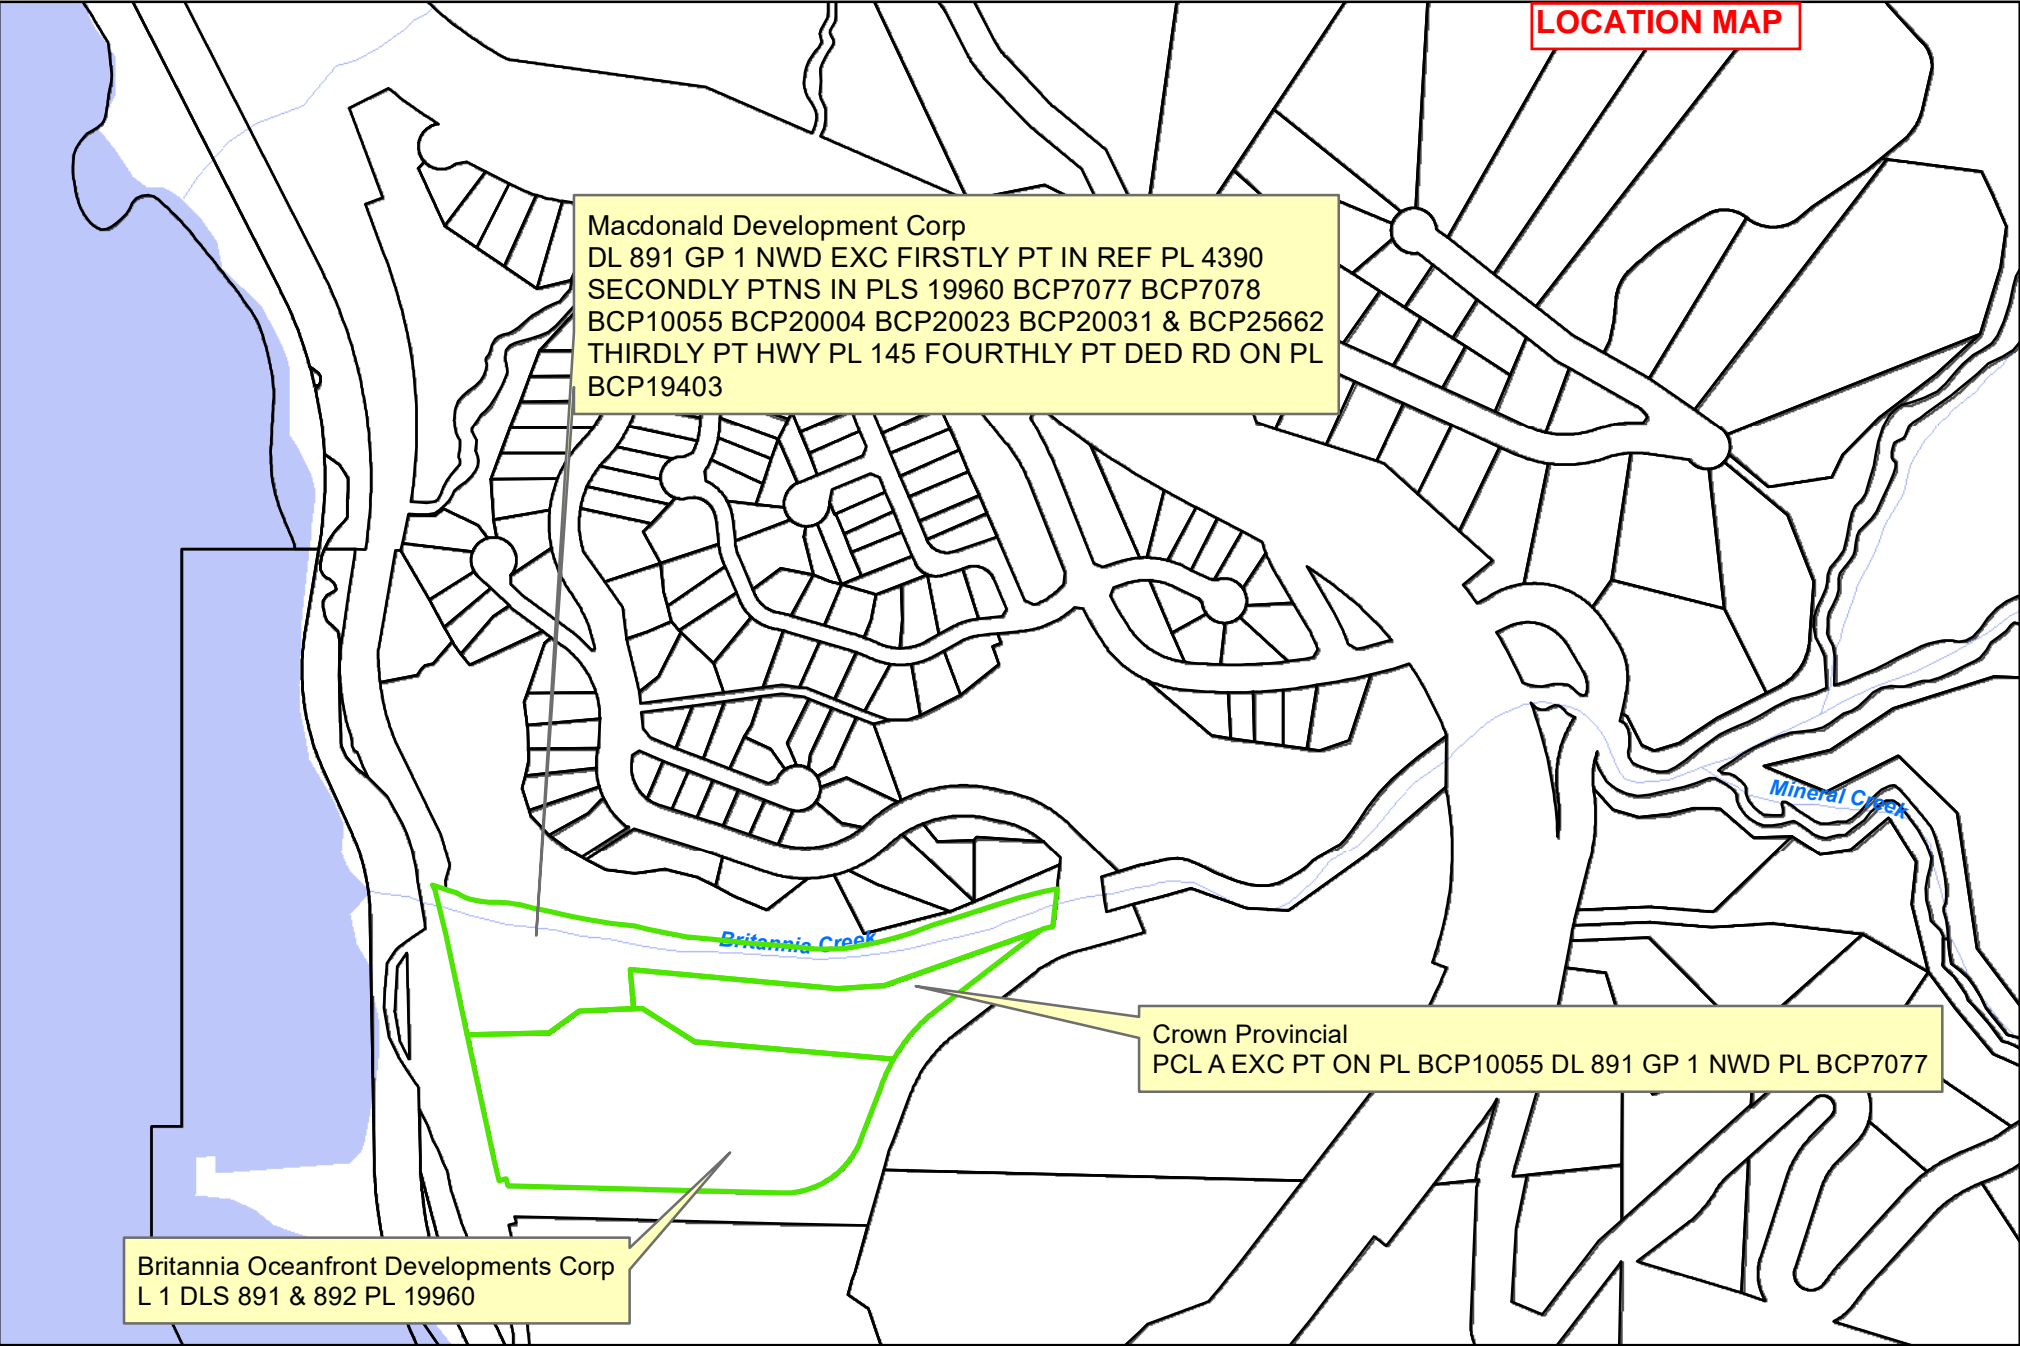 LOCATION MAP
Macdonald Development Corp
DL 891 GP 1 NWD EXC FIRSTLY PT IN REF PL 4390
SECONDLY PTNS IN PLS 19960 BCP7077 BCP7078
BCP10055 BCP20004 BCP20023 BCP20031 & BCP25662
THIRDLY PT HWY PL 145 FOURTHLY PT DED RD ON PL
BCP19403
Mineral Creek
Britannia Creek
Crown Provincial
PCL A EXC PT ON PL BCP10055 DL 891 GP 1 NWD PL BCP7077
Britannia Oceanfront Developments Corp
L 1 DLS 891 & 892 PL 19960